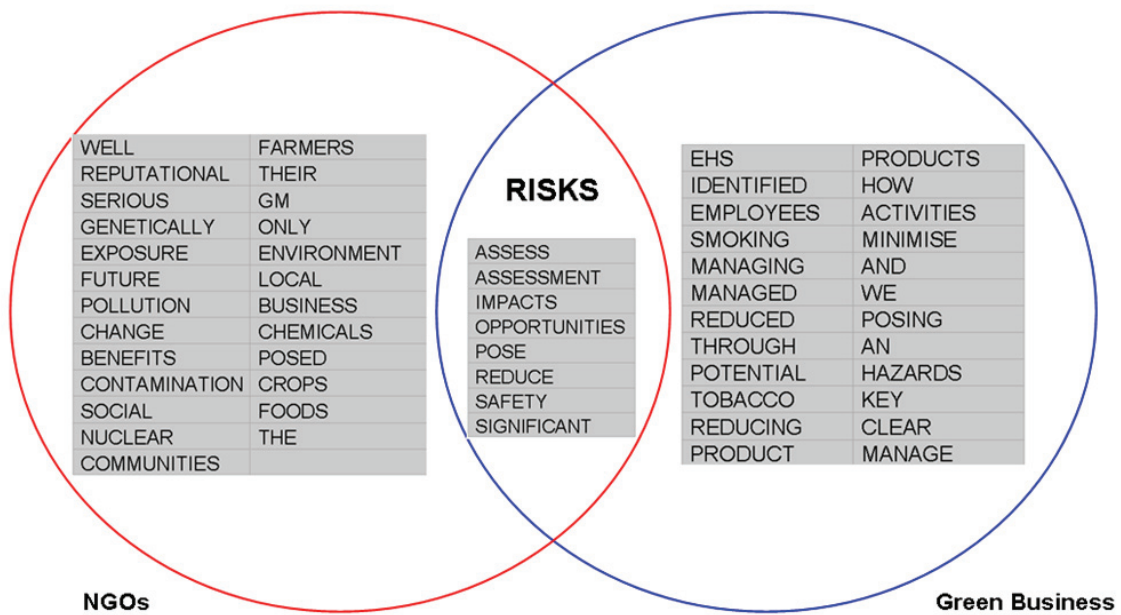 WELL FARMERS
REPUTATIONAL THEIR
SERIOUS GM
GENETICALLY ONLY
EXPOSURE ENVIRONMENT
FUTURE LOCAL
POLLUTION BUSINESS
CHANGE CHEMICALS
BENEFITS POSED
CONTAMINATION CROPS
SOCIAL FOODS
NUCLEAR THE
COMMUNITIES
RISKS
ASSESS
ASSESSMENT
IMPACTS
OPPORTUNITIES
POSE
REDUCE
SAFETY
SIGNIFICANT
EHS PRODUCTS
IDENTIFIED HOW
EMPLOYEES ACTIVITIES
SMOKING MINIMISE
MANAGING AND
MANAGED WE
REDUCED POSING
THROUGH AN
POTENTIAL HAZARDS
TOBACCO KEY
REDUCING CLEAR
PRODUCT MANAGE
NGOs
Green Business